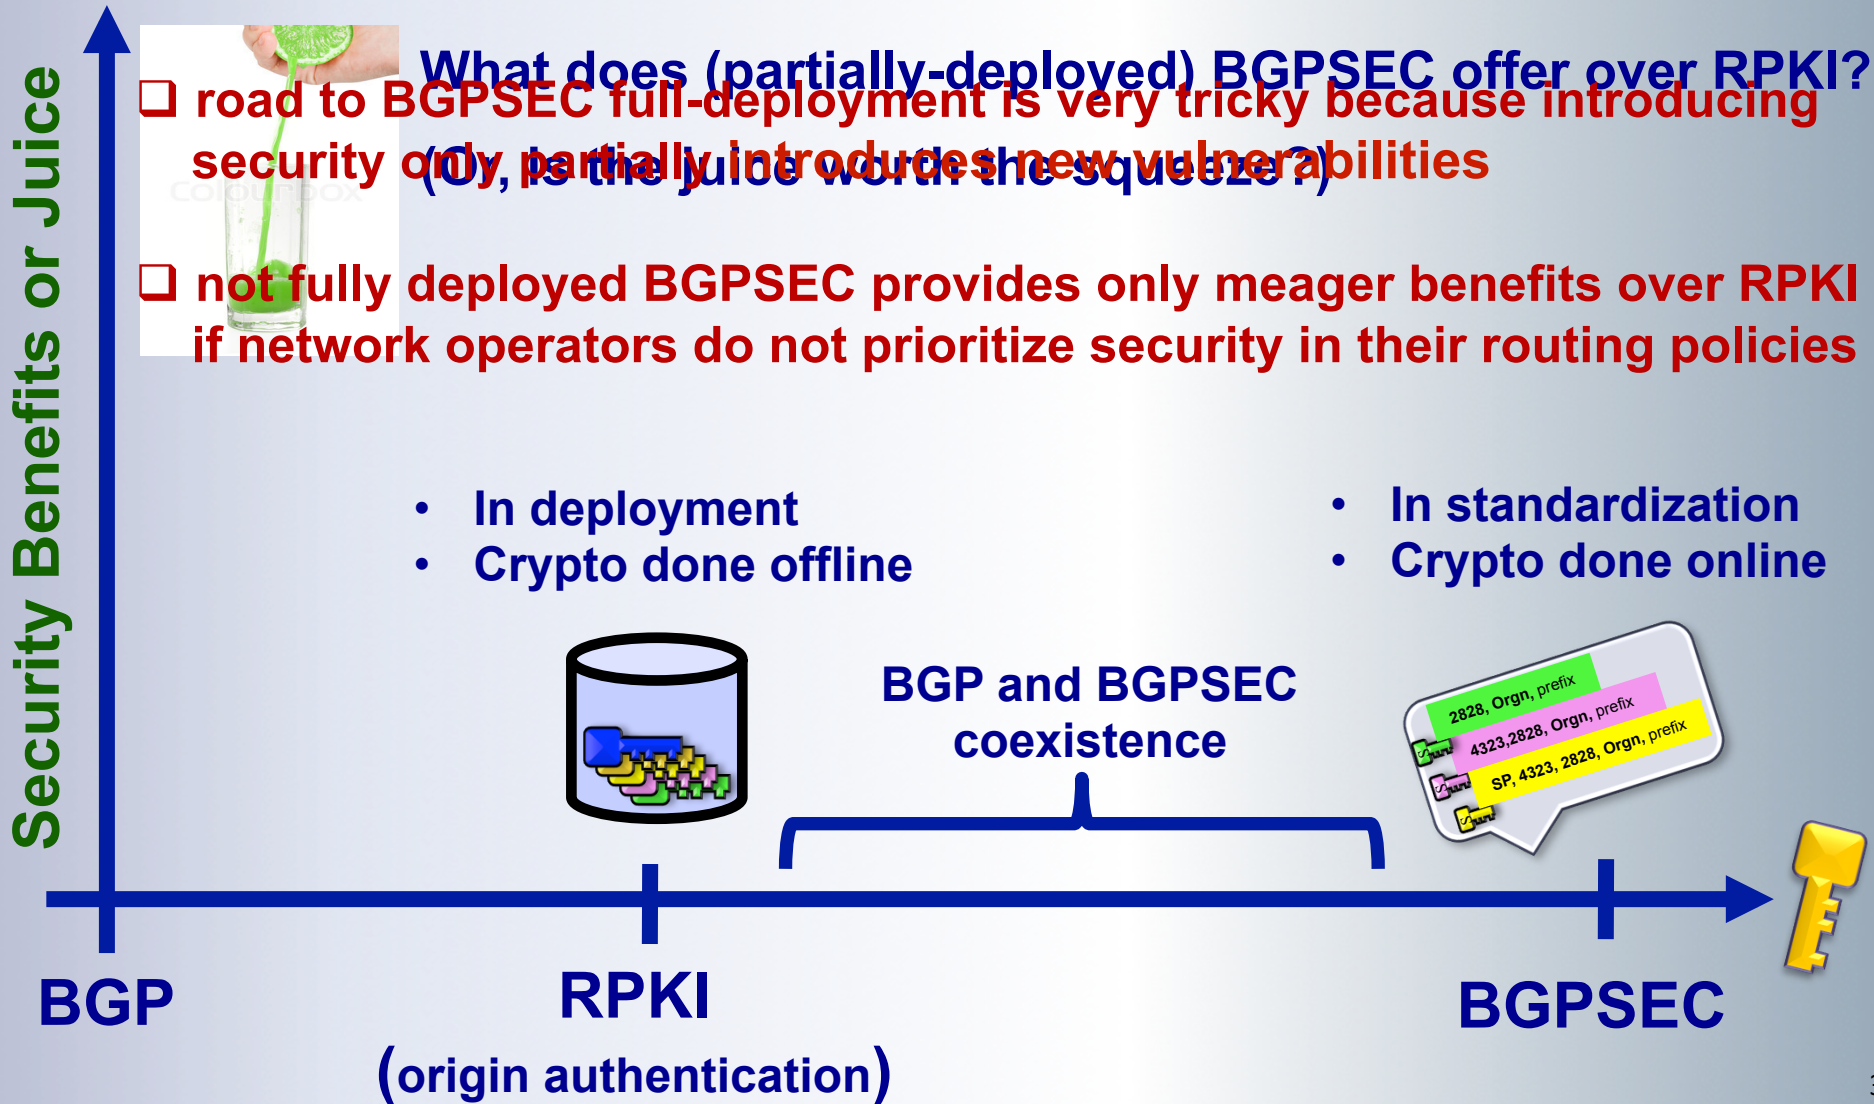 Security Benefits or Juice
What does (partially-deployed) BGPSEC offer over RPKI?
(Or, is the juice worth the squeeze?)
❑ road to BGPSEC full-deployment is very tricky because introducing
security only partially introduces new vulnerabilities
colourbox
❑ not fully deployed BGPSEC provides only meager benefits over RPKI
if network operators do not prioritize security in their routing policies
• In deployment
• Crypto done offline
• In standardization
• Crypto done online
BGP and BGPSEC
coexistence
2828, Orgn, prefix
4323,2828, Orgn, prefix
SP, 4323, 2828, Orgn, prefix
S
S
S
BGP
RPKI
(origin authentication)
BGPSEC